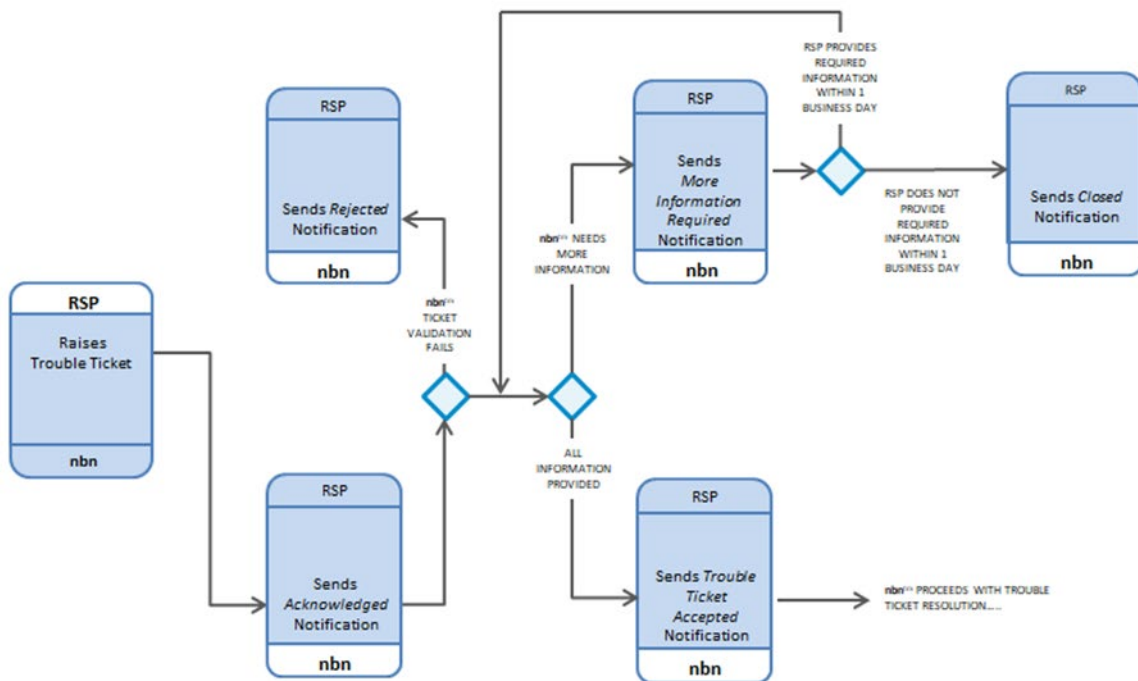 RSP PROVIDES
REQUIRED
INFORMATION
WITHIN 1
BUSINESS DAY
RSP
Sends Rejected
Notification
nbn
RSP
Sends
More
Information
Required
Notification
nbn
RSP
Sends Closed
Notification
nbn
RSP DOES NOT
PROVIDE
REQUIRED
INFORMATION
WITHIN 1
BUSINESS DAY
nbn NEEDS
MORE
INFORMATION
RSP
Raises
Trouble Ticket
nbn
nbn
TICKET
VALIDATION
FAILS
RSP
Sends
Acknowledged
Notification
nbn
ALL
INFORMATION
PROVIDED
RSP
Sends Trouble
Ticket
Accepted
Notification
nbn
nbn PROCEEDS WITH TROUBLE
TICKET RESOLUTION.....